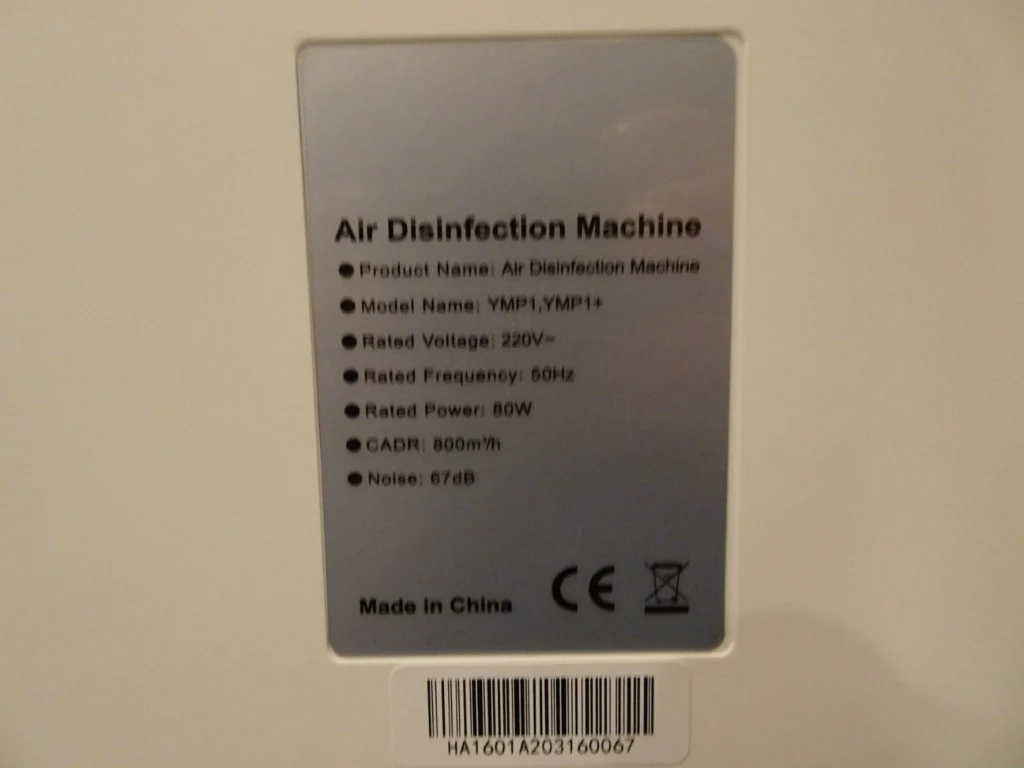 Air Disinfection Machine
● Product Name: Air Disinfection Machine
● Model Name: YMP1,YMP1+
● Rated Voltage: 220V~
● Rated Frequency: 50Hz
● Rated Power: 80W
● CADR: 800m³/h
● Noise: 67dB
Made in China CE
HA1601A203160067